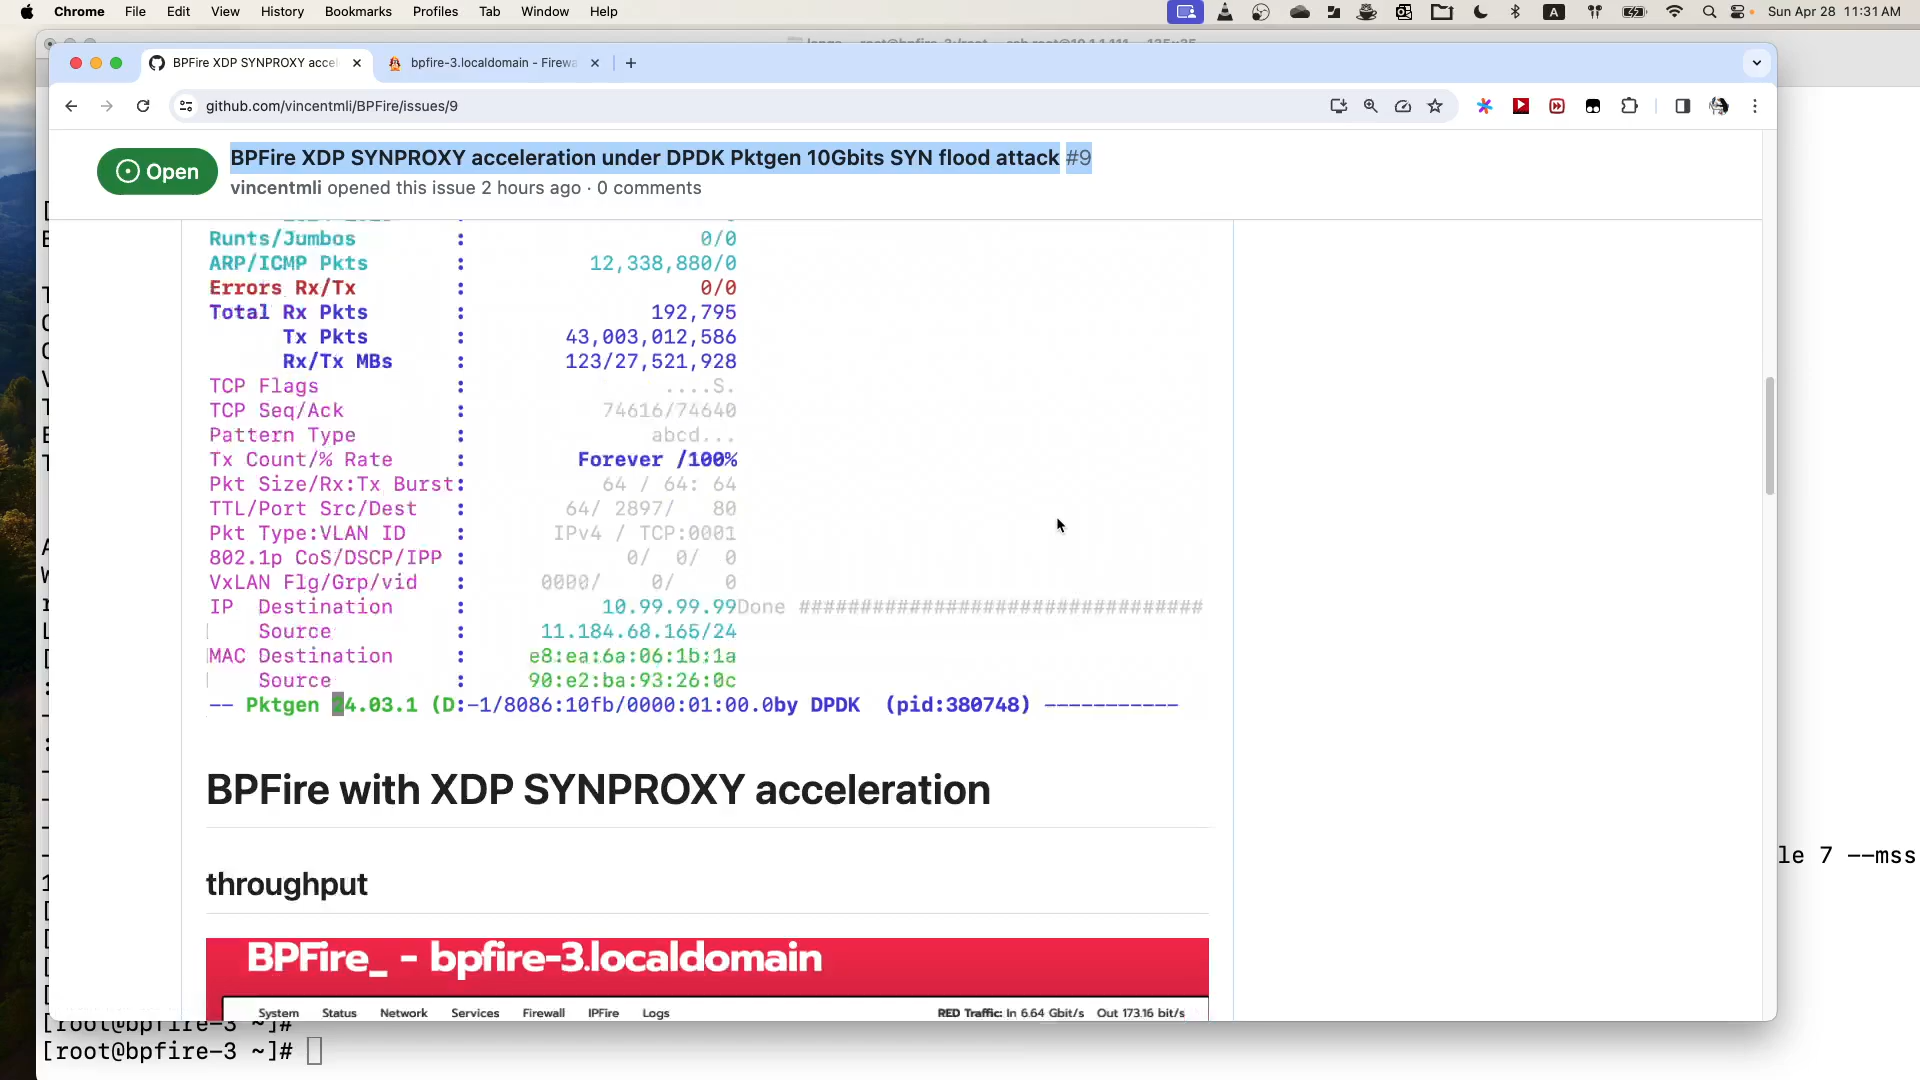 Chrome File Edit View History Bookmarks Profiles Tab Window Help
Sun Apr 28 11:31 AM
BPFire XDP SYNPROXY accel
bpfire-3.localdomain - Firewa
github.com/vincentmli/BPFire/issues/9
Open
BPFire XDP SYNPROXY acceleration under DPDK Pktgen 10Gbits SYN flood attack #9
vincentmli opened this issue 2 hours ago · 0 comments
Runts/Jumbos : 0/0
ARP/ICMP Pkts : 12,338,880/0
Errors Rx/Tx : 0/0
Total Rx Pkts : 192,795
Tx Pkts : 43,003,012,586
Rx/Tx MBs : 123/27,521,928
TCP Flags : ....S.
TCP Seq/Ack : 74616/74640
Pattern Type : abcd...
Tx Count/% Rate : Forever /100%
Pkt Size/Rx:Tx Burst: 64 / 64: 64
TTL/Port Src/Dest : 64/ 2897/ 80
Pkt Type:VLAN ID : IPv4 / TCP:0001
802.1p CoS/DSCP/IPP : 0/ 0/ 0
VxLAN Flg/Grp/vid : 0000/ 0/ 0
IP Destination : 10.99.99.99Done #################################
Source : 11.184.68.165/24
MAC Destination : e8:ea:6a:06:1b:1a
Source : 90:e2:ba:93:26:0c
-- Pktgen 24.03.1 (D:-1/8086:10fb/0000:01:00.0by DPDK (pid:380748) -----------
BPFire with XDP SYNPROXY acceleration
throughput
le 7 --mss
BPFire_ - bpfire-3.localdomain
System Status Network Services Firewall IPFire Logs
RED Traffic: In 6.64 Gbit/s Out 173.16 bit/s
[root@bpfire-3 ~]#
[root@bpfire-3 ~]#